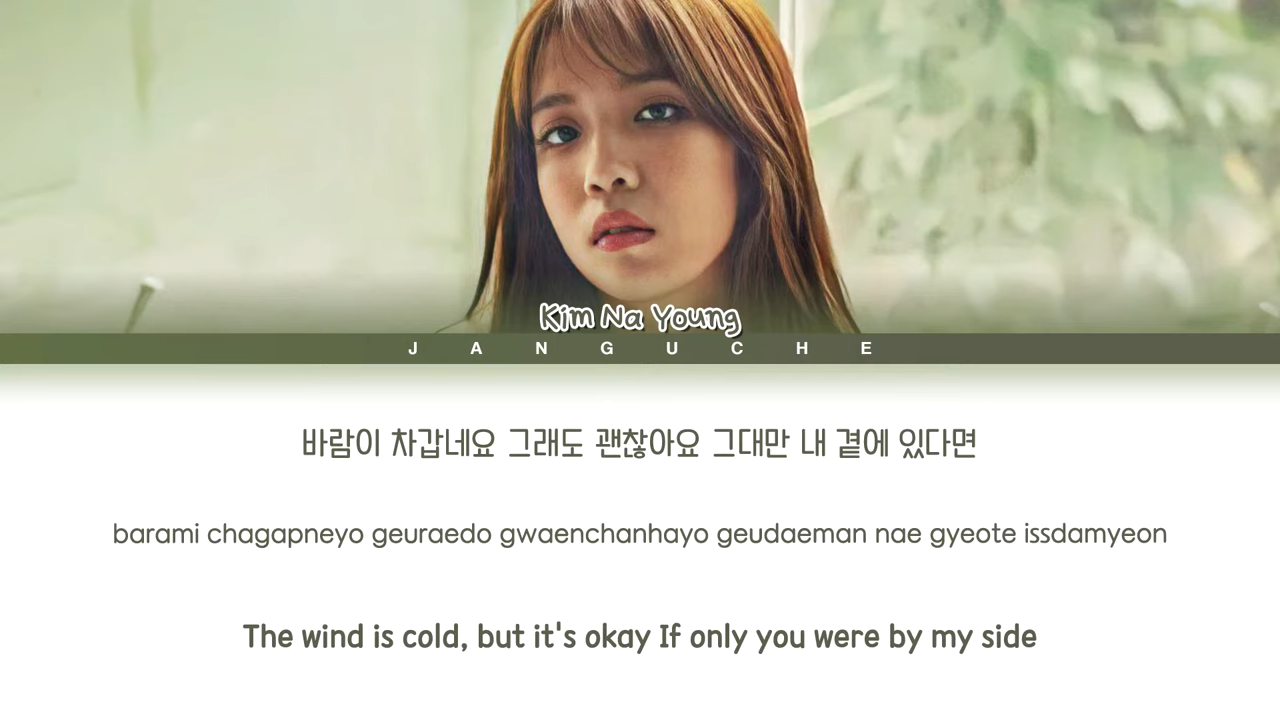 Kim Na Young
JANGUCHE
바람이 차갑네요 그래도 괜찮아요 그대만 내 곁에 있다면
barami chagapneyo geuraedo gwaenchanhayo geudaeman nae gyeote issdamyeon
The wind is cold, but it's okay If only you were by my side